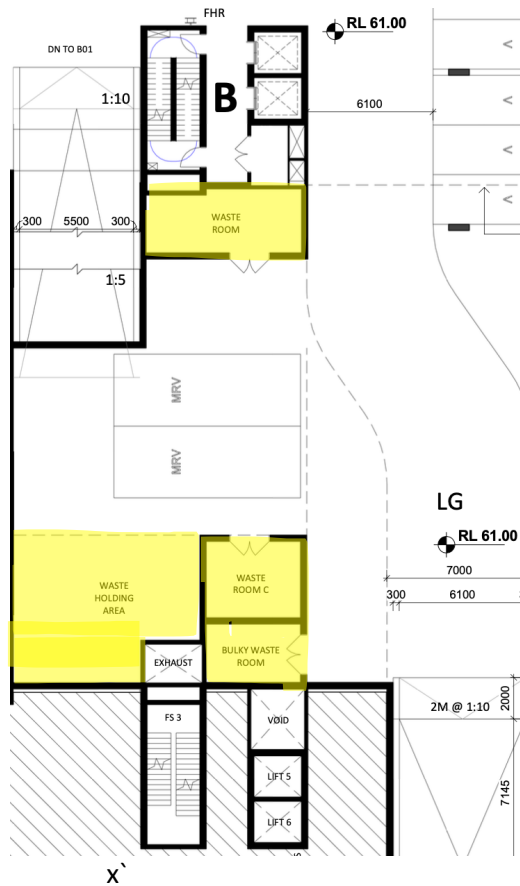 FHR
RL 61.00
DN TO B01
1:10
B
6100
V
V
V
V
WASTE
ROOM
300 5500 300
1:5
MRV
MRV
LG
RL 61.00
7000
300 6100
WASTE
HOLDING
AREA
WASTE
ROOM C
BULKY WASTE
ROOM
EXHAUST
FS 3
VØID
2M @ 1:10
2000
7145
LIFT 5
LIFT 6
X`